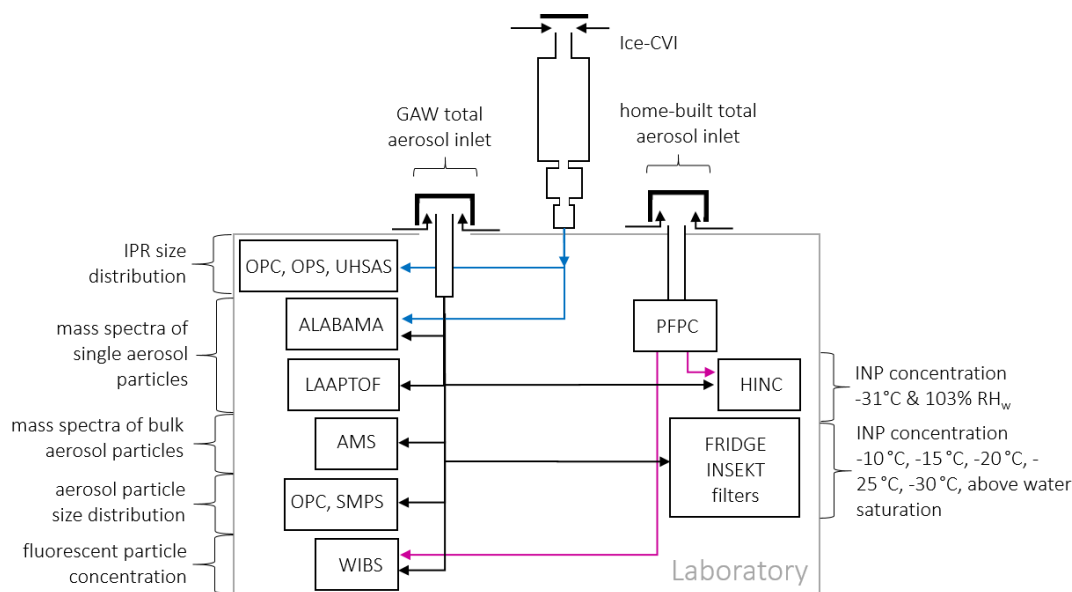 Ice-CVI
GAW total
aerosol inlet
home-built total
aerosol inlet
IPR size
distribution
OPC, OPS, UHSAS
mass spectra of
single aerosol
particles
ALABAMA
PFPC
LAAPTOF
HINC
INP concentration
-31°C & 103% RHw
mass spectra of bulk
aerosol particles
AMS
FRIDGE
INSEKT
filters
INP concentration
-10°C, -15°C, -20°C, -
25°C, -30°C, above water
saturation
aerosol particle
size distribution
OPC, SMPS
fluorescent particle
concentration
WIBS
Laboratory